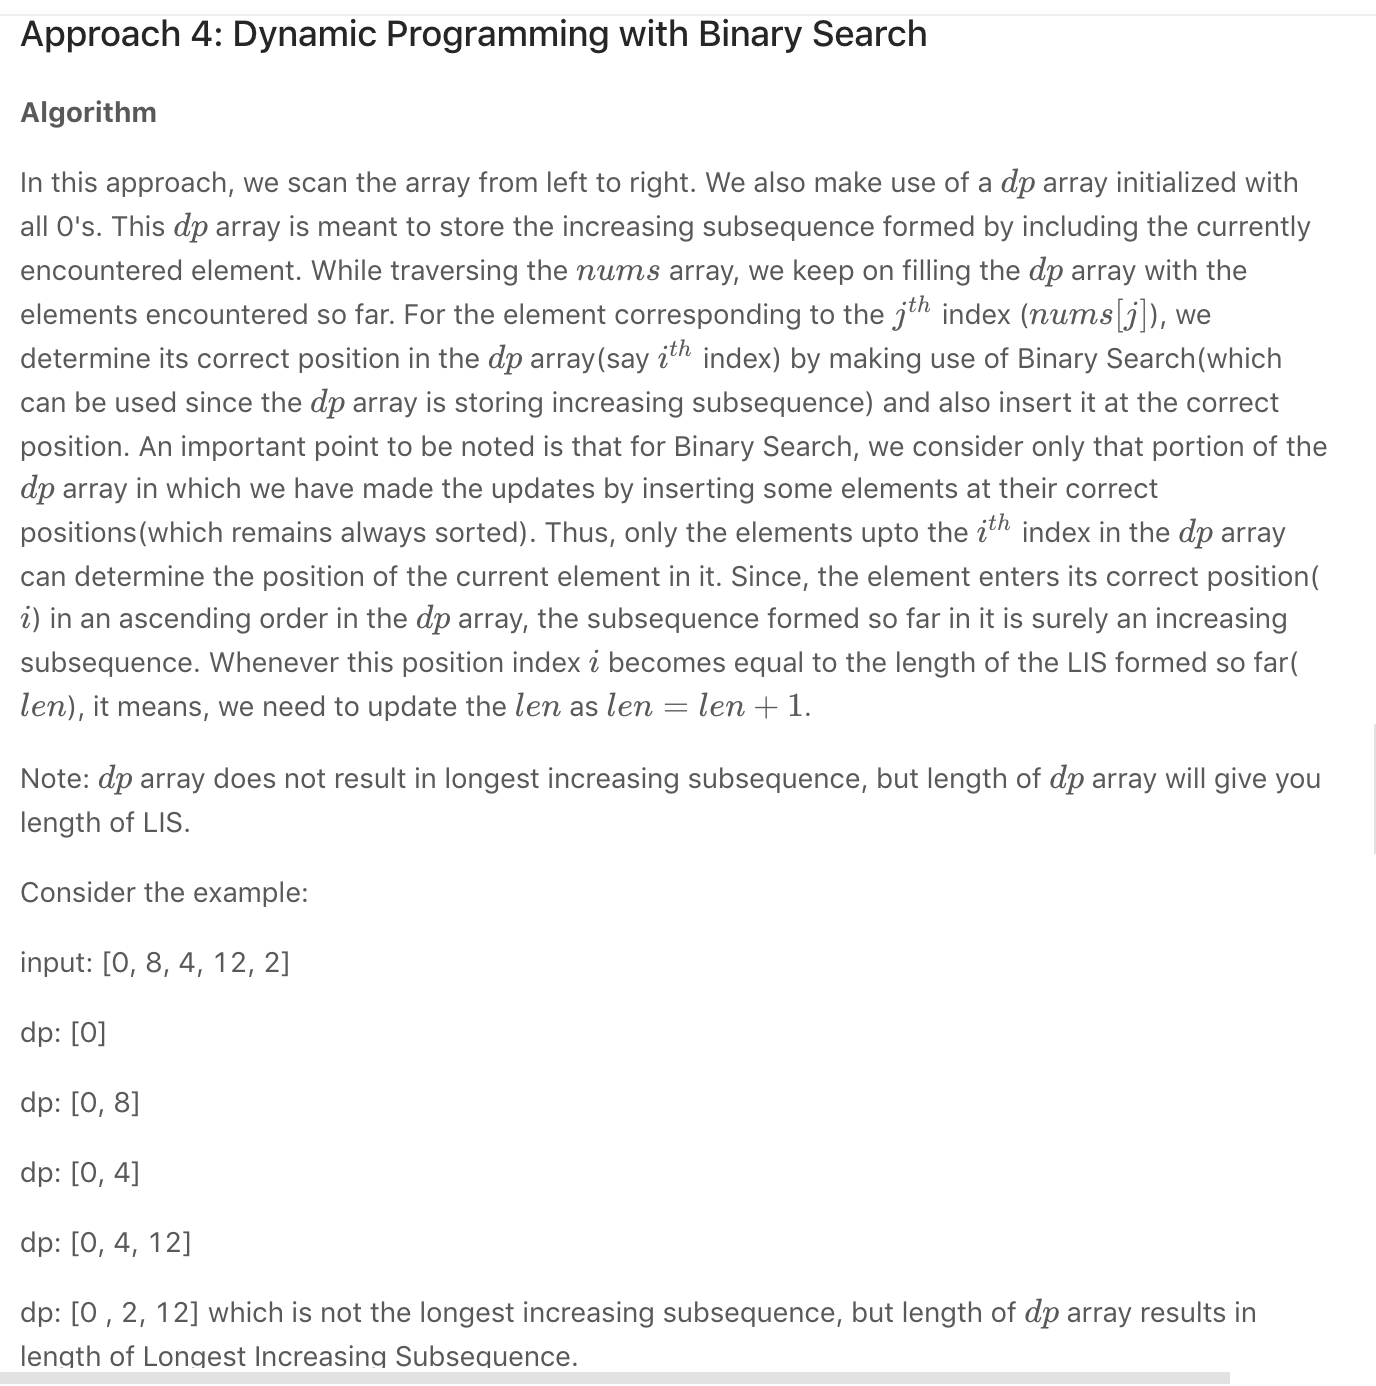 Approach 4: Dynamic Programming with Binary Search
Algorithm
In this approach, we scan the array from left to right. We also make use of a dp array initialized with
all 0's. This dp array is meant to store the increasing subsequence formed by including the currently
encountered element. While traversing the nums array, we keep on filling the dp array with the
elements encountered so far. For the element corresponding to the j^th index (nums[j]), we
determine its correct position in the dp array(say i^th index) by making use of Binary Search(which
can be used since the dp array is storing increasing subsequence) and also insert it at the correct
position. An important point to be noted is that for Binary Search, we consider only that portion of the
dp array in which we have made the updates by inserting some elements at their correct
positions(which remains always sorted). Thus, only the elements upto the i^th index in the dp array
can determine the position of the current element in it. Since, the element enters its correct position(
i) in an ascending order in the dp array, the subsequence formed so far in it is surely an increasing
subsequence. Whenever this position index i becomes equal to the length of the LIS formed so far(
len), it means, we need to update the len as len = len + 1.
Note: dp array does not result in longest increasing subsequence, but length of dp array will give you
length of LIS.
Consider the example:
input: [0, 8, 4, 12, 2]
dp: [0]
dp: [0, 8]
dp: [0, 4]
dp: [0, 4, 12]
dp: [0 , 2, 12] which is not the longest increasing subsequence, but length of dp array results in
length of Longest Increasing Subsequence.